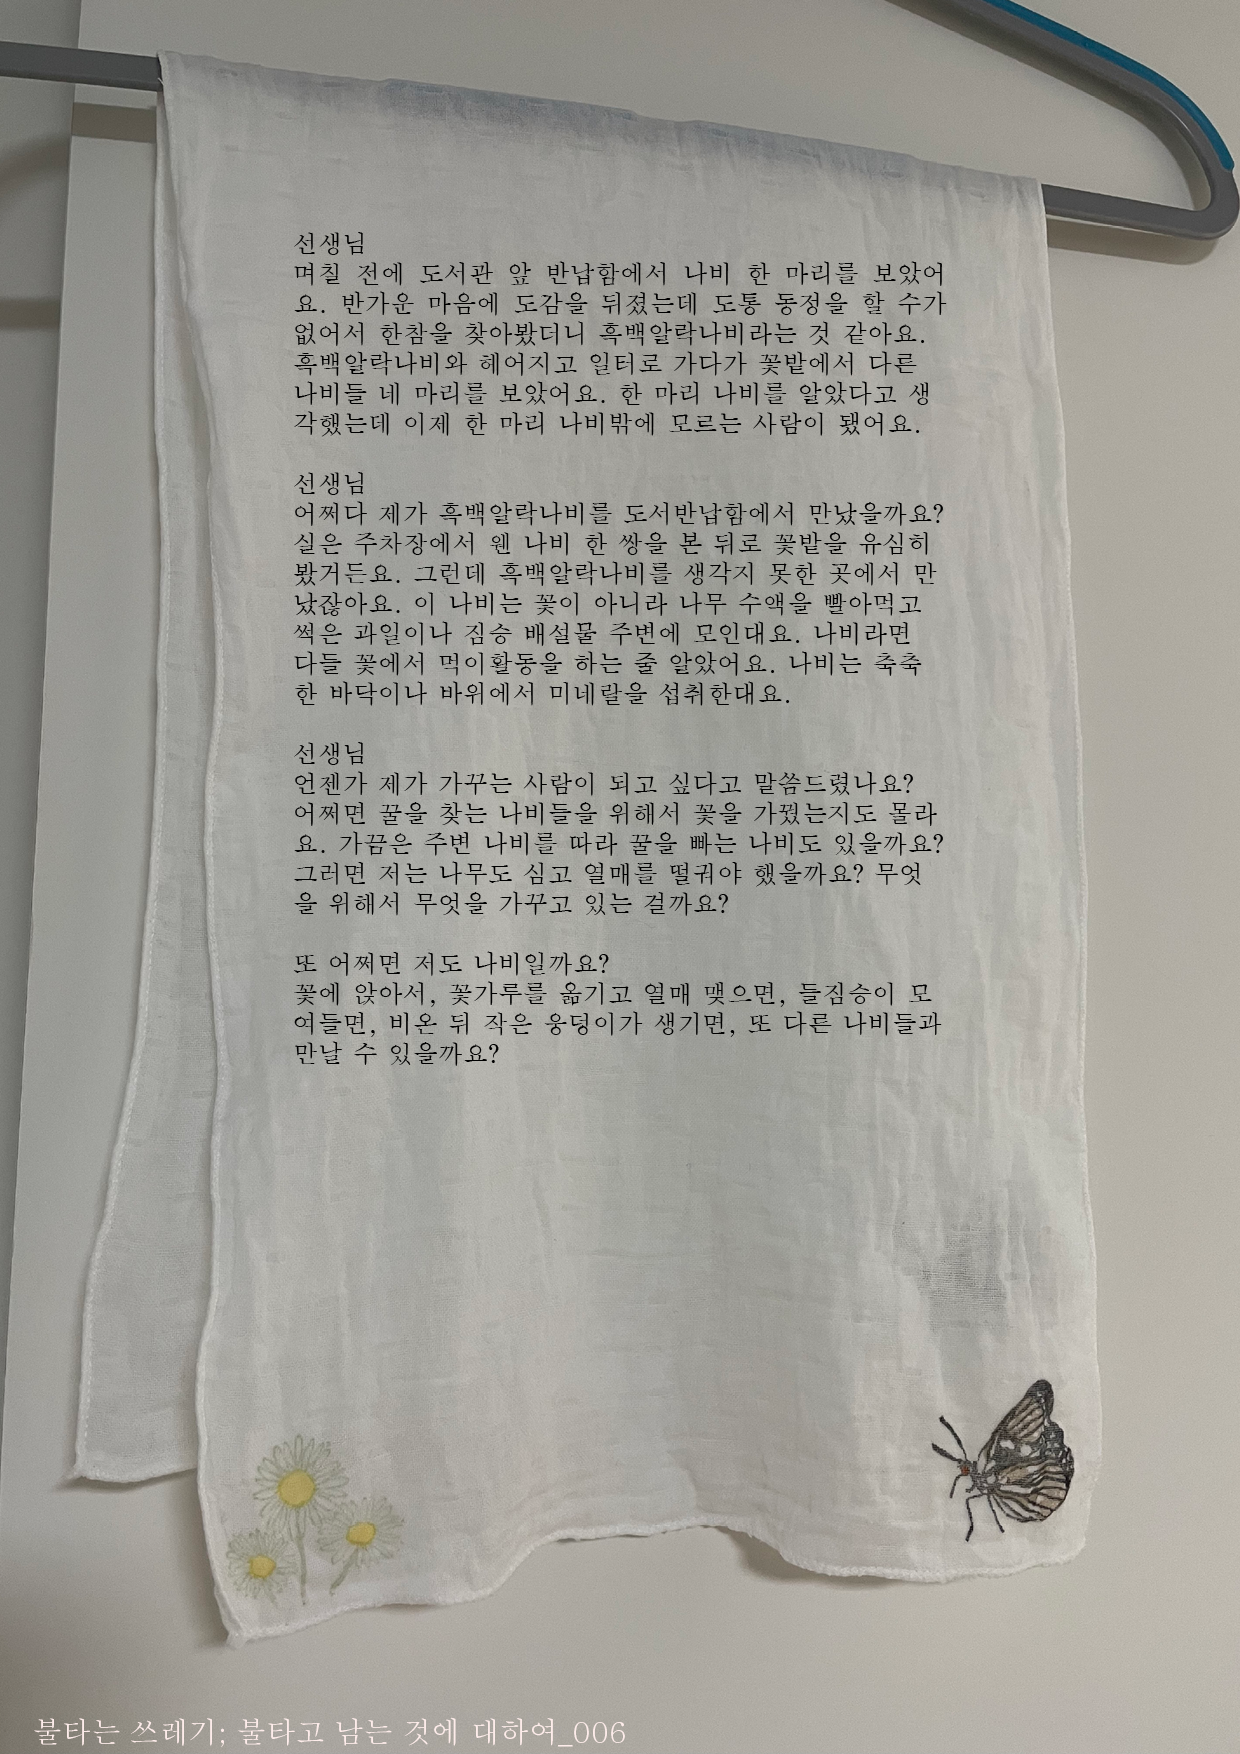 선생님
며칠 전에 도서관 앞 반납함에서 나비 한 마리를 보았어
요. 반가운 마음에 도감을 뒤졌는데 도통 동정을 할 수가
없어서 한참을 찾아봤더니 흑백알락나비라는 것 같아요.
흑백알락나비와 헤어지고 일터로 가다가 꽃밭에서 다른
나비들 네 마리를 보았어요. 한 마리 나비를 알았다고 생
각했는데 이제 한 마리 나비밖에 모르는 사람이 됐어요.
선생님
어쩌다 제가 흑백알락나비를 도서반납함에서 만났을까요?
실은 주차장에서 웬 나비 한 쌍을 본 뒤로 꽃밭을 유심히
봤거든요. 그런데 흑백알락나비를 생각지 못한 곳에서 만
났잖아요. 이 나비는 꽃이 아니라 나무 수액을 빨아먹고
썩은 과일이나 짐승 배설물 주변에 모인대요. 나비라면
다들 꽃에서 먹이활동을 하는 줄 알았어요. 나비는 축축
한 바닥이나 바위에서 미네랄을 섭취한대요.
선생님
언젠가 제가 가꾸는 사람이 되고 싶다고 말씀드렸나요?
어쩌면 꿀을 찾는 나비들을 위해서 꽃을 가꿨는지도 몰라
요. 가끔은 주변 나비를 따라 꿀을 빠는 나비도 있을까요?
그러면 저는 나무도 심고 열매를 떨궈야 했을까요? 무엇
을 위해서 무엇을 가꾸고 있는 걸까요?
또 어쩌면 저도 나비일까요?
꽃에 앉아서, 꽃가루를 옮기고 열매 맺으면, 들짐승이 모
여들면, 비온 뒤 작은 웅덩이가 생기면, 또 다른 나비들과
만날 수 있을까요?
불타는 쓰레기; 불타고 남는 것에 대하여_006